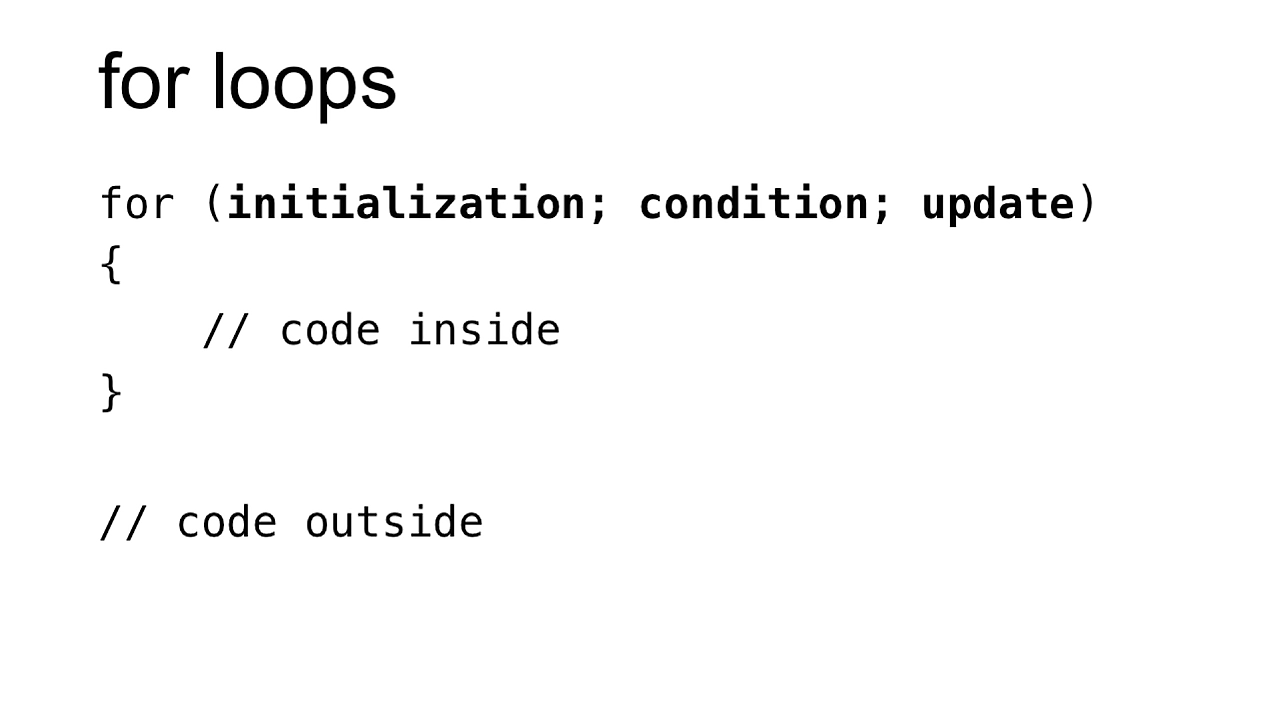 for loops
for (initialization; condition; update)
{
    // code inside
}
// code outside